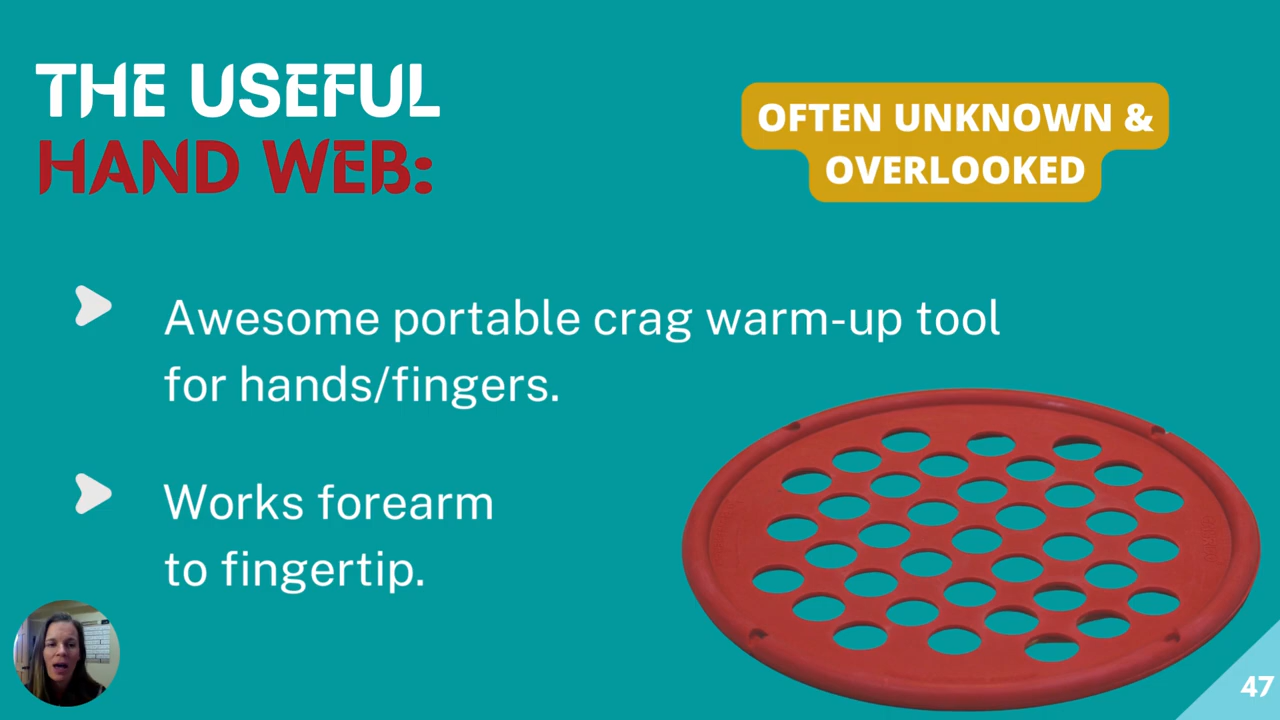 THE USEFUL
HAND WEB:
OFTEN UNKNOWN &
OVERLOOKED
Awesome portable crag warm-up tool
for hands/fingers.
Works forearm
to fingertip.
47